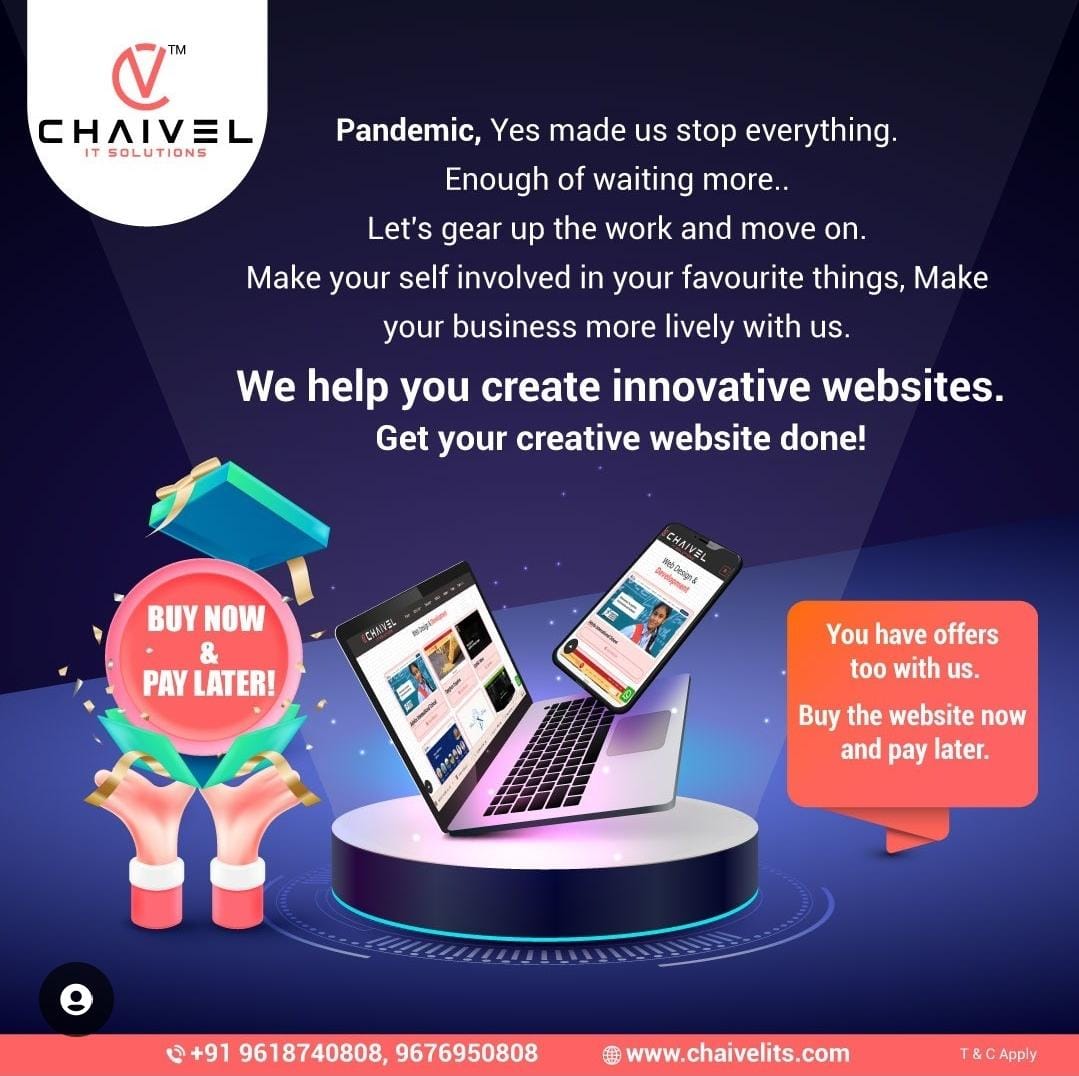 TM
CHAIVEL
IT SOLUTIONS
Pandemic, Yes made us stop everything.
Enough of waiting more..
Let's gear up the work and move on.
Make your self involved in your favourite things, Make
your business more lively with us.
We help you create innovative websites.
Get your creative website done!
BUY NOW
&
PAY LATER!
CHAIVEL
Web Design & Development
CHAIVEL
Web Design &
Development
You have offers
too with us.
Buy the website now
and pay later.
+91 9618740808, 9676950808
www.chaivelits.com
T & C Apply